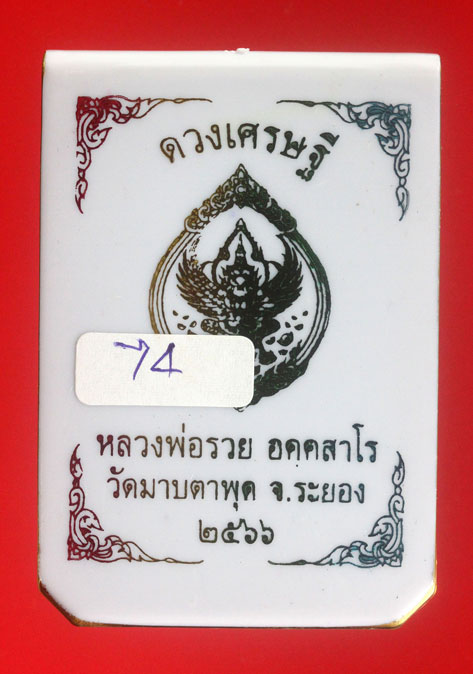 ดวงเศรษฐี
74
หลวงพ่อรวย อคคสาโร
วัดมาบตาพุด จ.ระยอง
๒๕๖๖